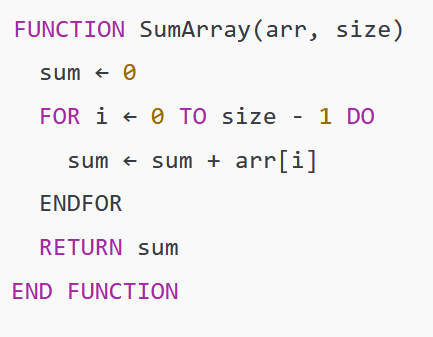 FUNCTION SumArray(arr, size)
sum ← 0
FOR i ← 0 TO size - 1 DO
sum ← sum + arr[i]
ENDFOR
RETURN sum
END FUNCTION